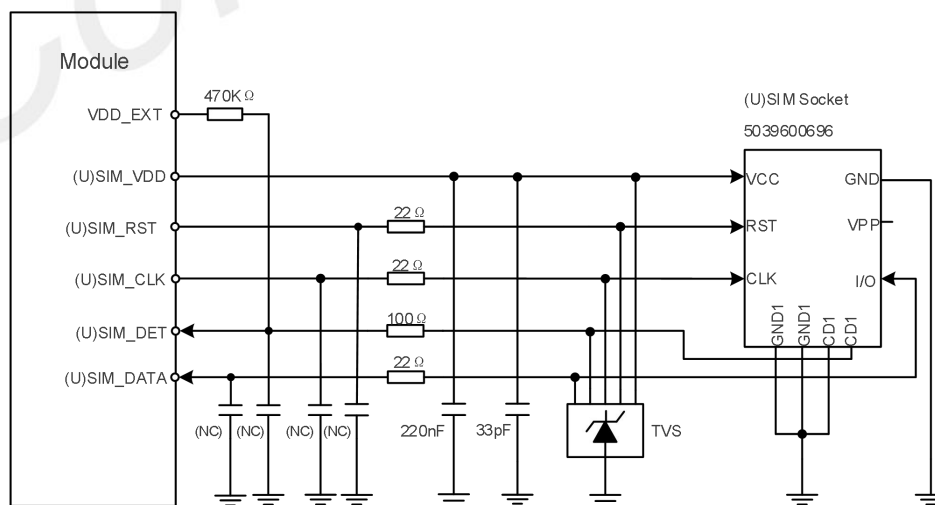 Module
VDD_EXT
470KΩ
(U)SIM Socket
5039600696
(U)SIM_VDD
VCC
GND
(U)SIM_RST
22Ω
RST
VPP
(U)SIM_CLK
22Ω
CLK
I/O
(U)SIM_DET
100Ω
GND1
GND1
CD1
CD1
(U)SIM_DATA
22Ω
(NC)
(NC)
(NC)
(NC)
220nF
33pF
TVS